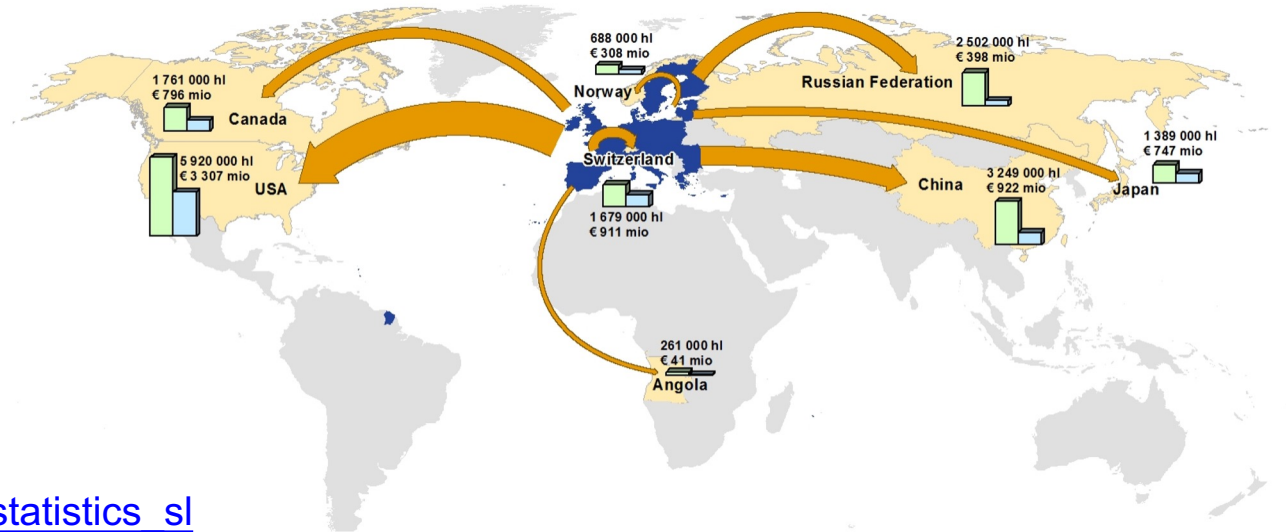 688 000 hl
€ 308 mio
Norway
2 502 000 hl
€ 398 mio
Russian Federation
1 761 000 hl
€ 796 mio
Canada
5 920 000 hl
€ 3 307 mio
USA
Switzerland
1 679 000 hl
€ 911 mio
3 249 000 hl
€ 922 mio
China
1 389 000 hl
€ 747 mio
Japan
261 000 hl
€ 41 mio
Angola
statistics_sl